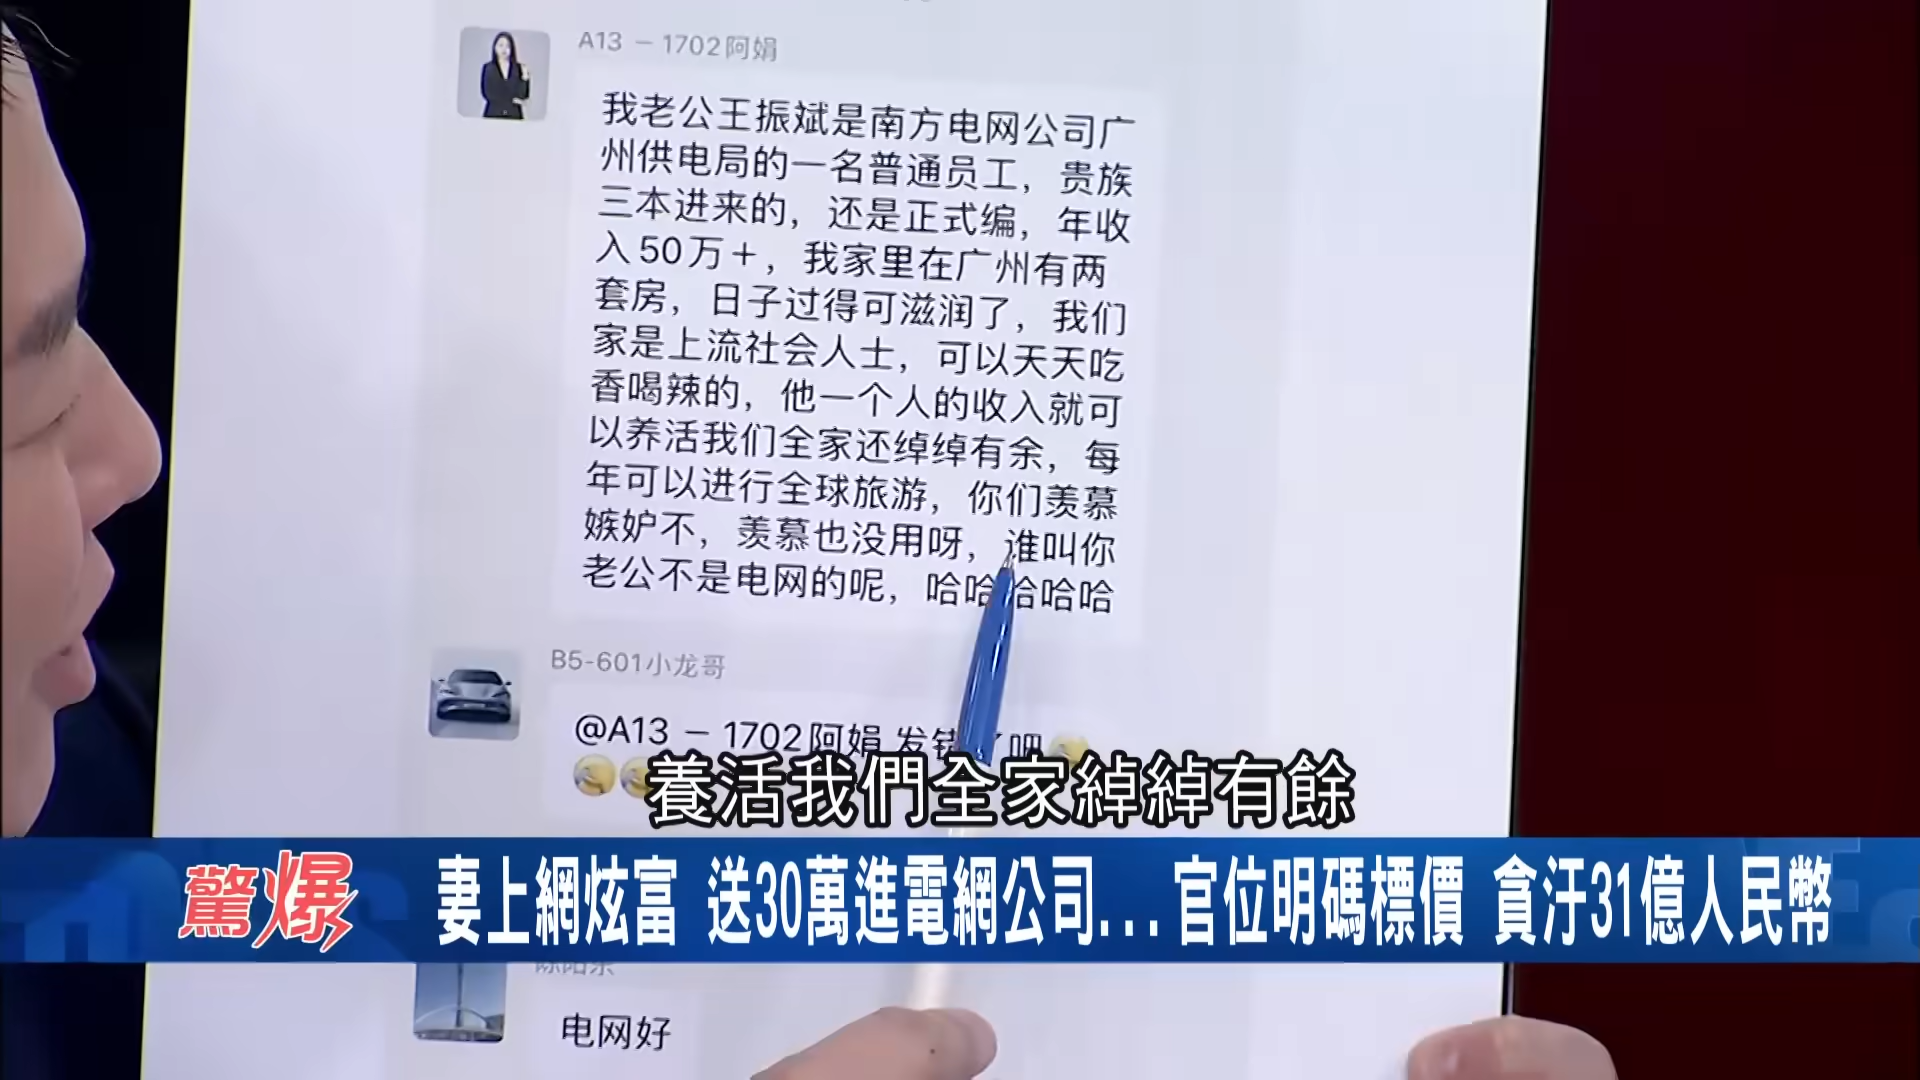 A13 － 1702阿娟
我老公王振斌是南方电网公司广
州供电局的一名普通员工，贵族
三本进来的，还是正式编，年收
入50万＋，我家里在广州有两
套房，日子过得可滋润了，我们
家是上流社会人士，可以天天吃
香喝辣的，他一个人的收入就可
以养活我们全家还绰绰有余，每
年可以进行全球旅游，你们羡慕
嫉妒不，羡慕也没用呀，谁叫你
老公不是电网的呢，哈哈哈哈哈
B5-601小龙哥
@A13 － 1702阿娟 发错了吧
養活我們全家綽綽有餘
驚爆 妻上網炫富 送30萬進電網公司...官位明碼標價 貪汙31億人民幣
电网好